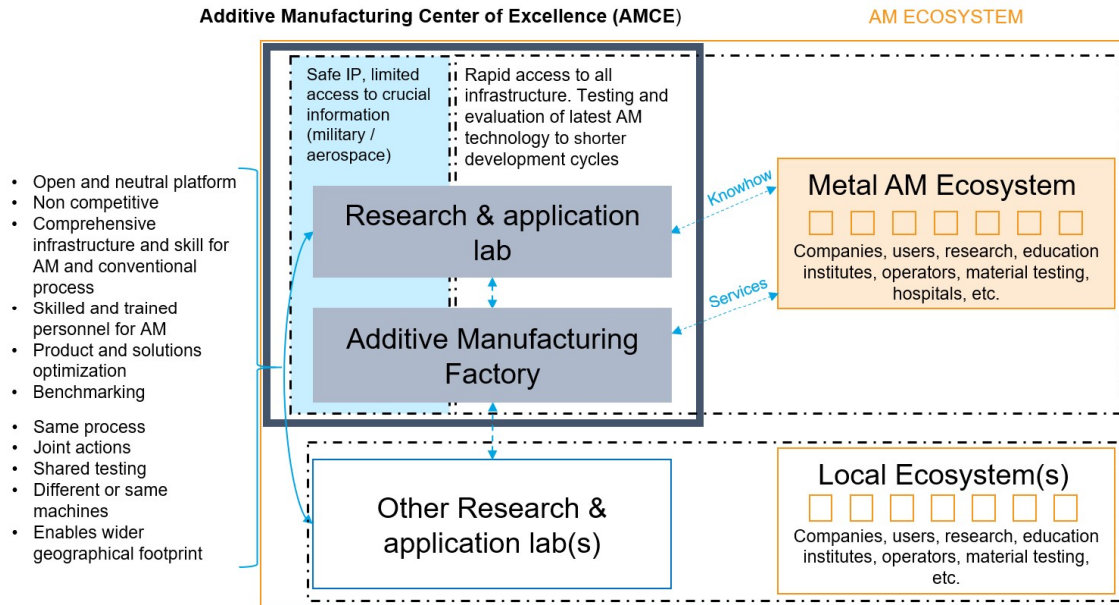 Additive Manufacturing Center of Excellence (AMCE)
AM ECOSYSTEM
Safe IP, limited
access to crucial
information
(military /
aerospace)
Rapid access to all
infrastructure. Testing and
evaluation of latest AM
technology to shorter
development cycles
• Open and neutral platform
• Non competitive
• Comprehensive
infrastructure and skill for
AM and conventional
process
• Skilled and trained
personnel for AM
• Product and solutions
optimization
• Benchmarking
• Same process
• Joint actions
• Shared testing
• Different or same
machines
• Enables wider
geographical footprint
Research & application
lab
Additive Manufacturing
Factory
Other Research &
application lab(s)
Knowhow
Services
Metal AM Ecosystem
Companies, users, research, education
institutes, operators, material testing,
hospitals, etc.
Local Ecosystem(s)
Companies, users, research, education
institutes, operators, material testing,
etc.